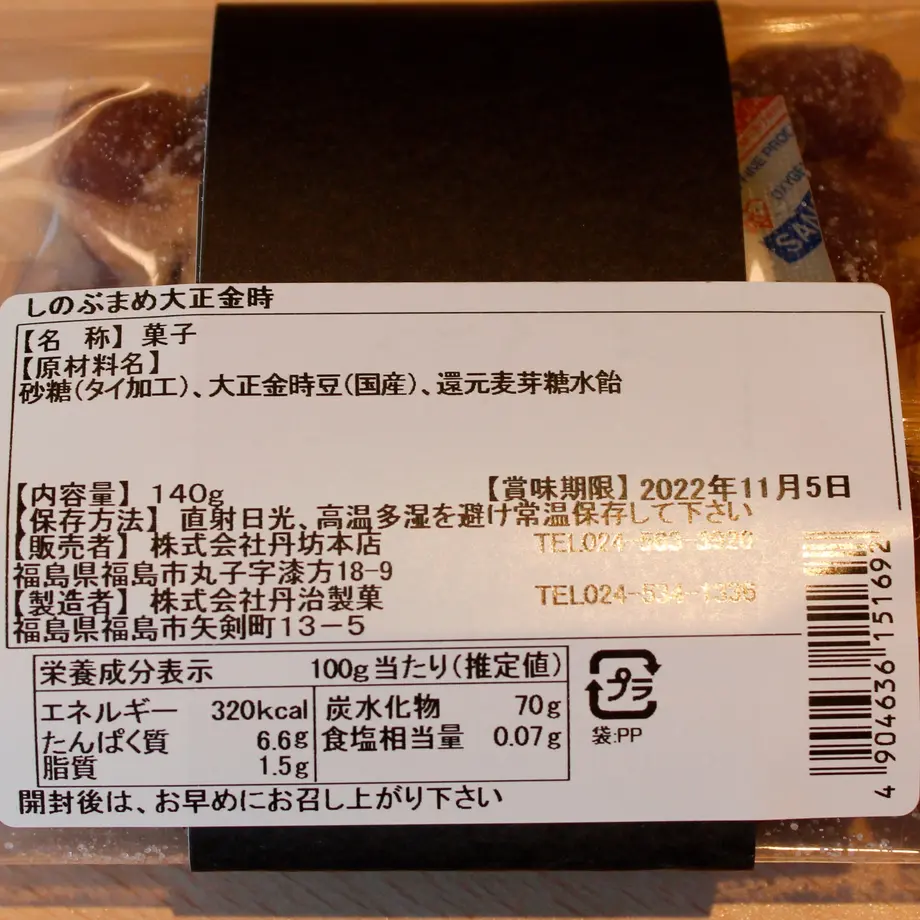 しのぶまめ大正金時
【名　称】菓子
【原材料名】
砂糖(タイ加工)、大正金時豆(国産)、還元麦芽糖水飴
【内容量】 140g 【賞味期限】2022年11月5日
【保存方法】 直射日光、高温多湿を避け常温保存して下さい
【販売者】 株式会社丹坊本店 TEL024-
福島県福島市丸子字漆方18-9
【製造者】 株式会社丹治製菓 TEL024-534-1336
福島県福島市矢剣町13-5
栄養成分表示 100g当たり(推定値)
エネルギー 320kcal 炭水化物 70g
たんぱく質 6.6g 食塩相当量 0.07g
脂質 1.5g
プラ
袋:PP
開封後は、お早めにお召し上がり下さい
4904636151692
OXYGE
SAN